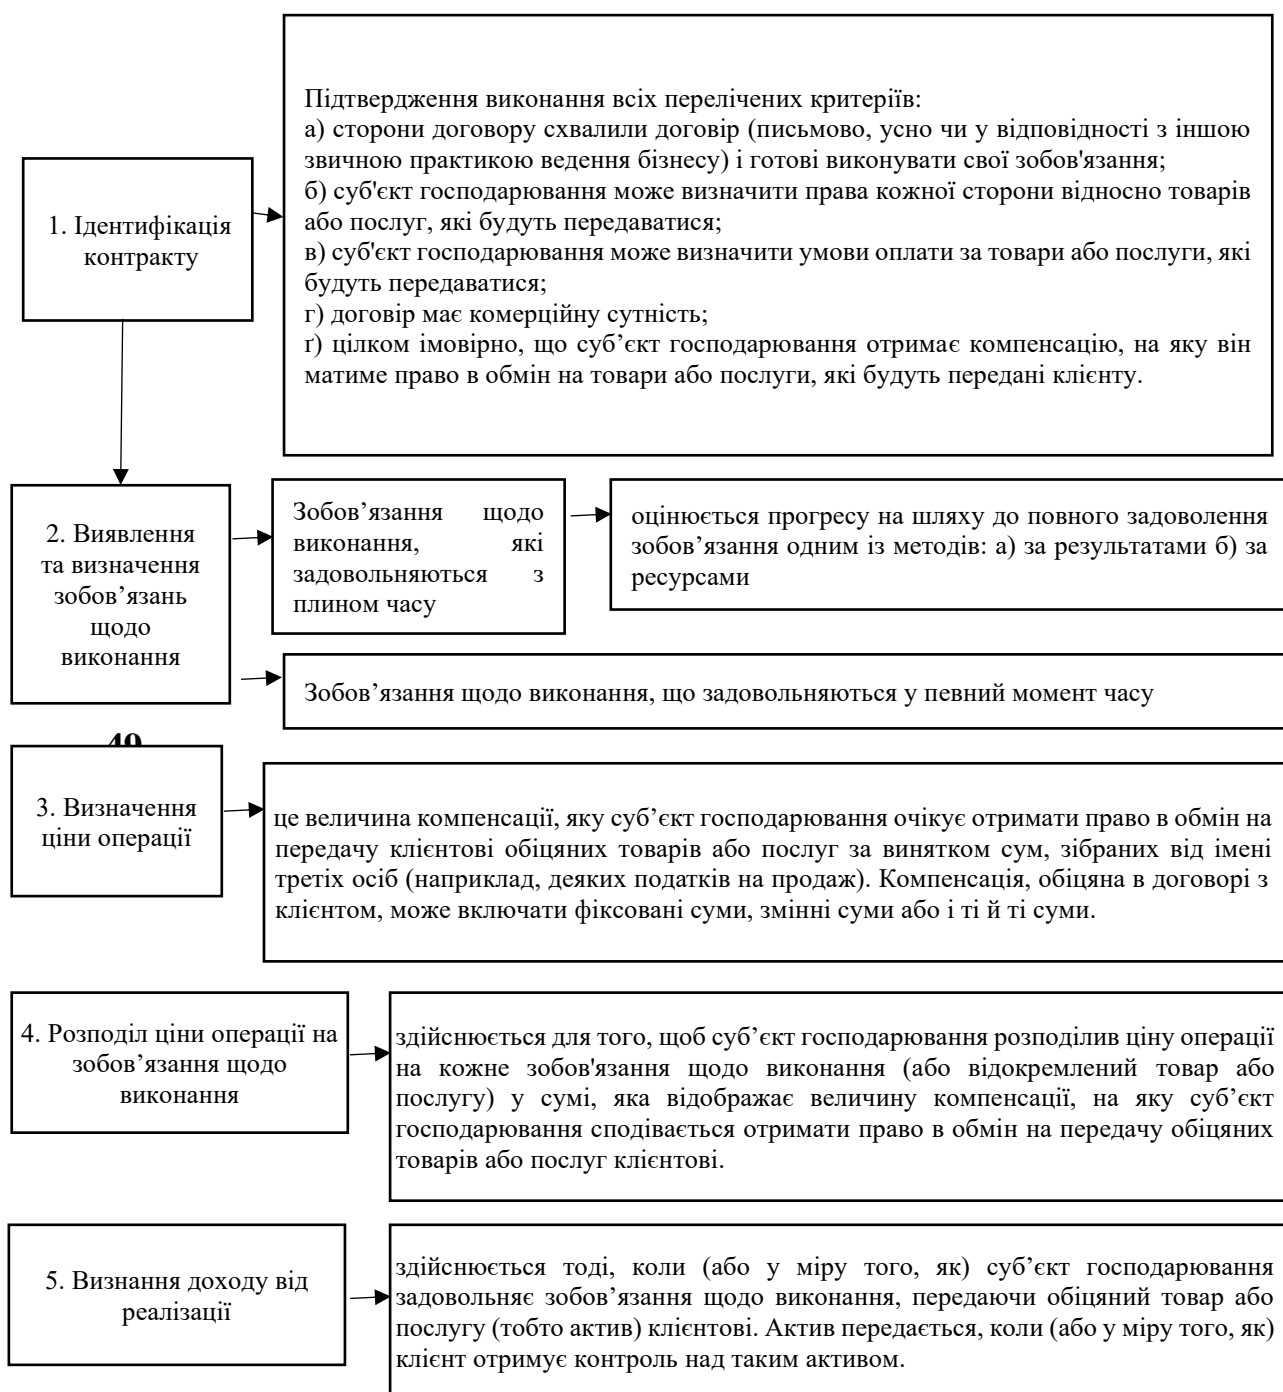 1. Ідентифікація
контракту
Підтвердження виконання всіх перелічених критеріїв:
а) сторони договору схвалили договір (письмово, усно чи у відповідності з іншою
звичною практикою ведення бізнесу) і готові виконувати свої зобов'язання;
б) суб'єкт господарювання може визначити права кожної сторони відносно товарів
або послуг, які будуть передаватися;
в) суб'єкт господарювання може визначити умови оплати за товари або послуги, які
будуть передаватися;
г) договір має комерційну сутність;
ґ) цілком імовірно, що суб’єкт господарювання отримає компенсацію, на яку він
матиме право в обмін на товари або послуги, які будуть передані клієнту.
2. Виявлення
та визначення
зобов’язань
щодо
виконання
Зобов’язання щодо
виконання, які
задовольняються з
плином часу
оцінюється прогресу на шляху до повного задоволення
зобов’язання одним із методів: а) за результатами б) за
ресурсами
Зобов’язання щодо виконання, що задовольняються у певний момент часу
3. Визначення
ціни операції
це величина компенсації, яку суб’єкт господарювання очікує отримати право в обмін на
передачу клієнтові обіцяних товарів або послуг за винятком сум, зібраних від імені
третіх осіб (наприклад, деяких податків на продаж). Компенсація, обіцяна в договорі з
клієнтом, може включати фіксовані суми, змінні суми або і ті й ті суми.
4. Розподіл ціни операції на
зобов’язання щодо
виконання
здійснюється для того, щоб суб’єкт господарювання розподілив ціну операції
на кожне зобов'язання щодо виконання (або відокремлений товар або
послугу) у сумі, яка відображає величину компенсації, на яку суб’єкт
господарювання сподівається отримати право в обмін на передачу обіцяних
товарів або послуг клієнтові.
5. Визнання доходу від
реалізації
здійснюється тоді, коли (або у міру того, як) суб’єкт господарювання
задовольняє зобов’язання щодо виконання, передаючи обіцяний товар або
послугу (тобто актив) клієнтові. Актив передається, коли (або у міру того, як)
клієнт отримує контроль над таким активом.